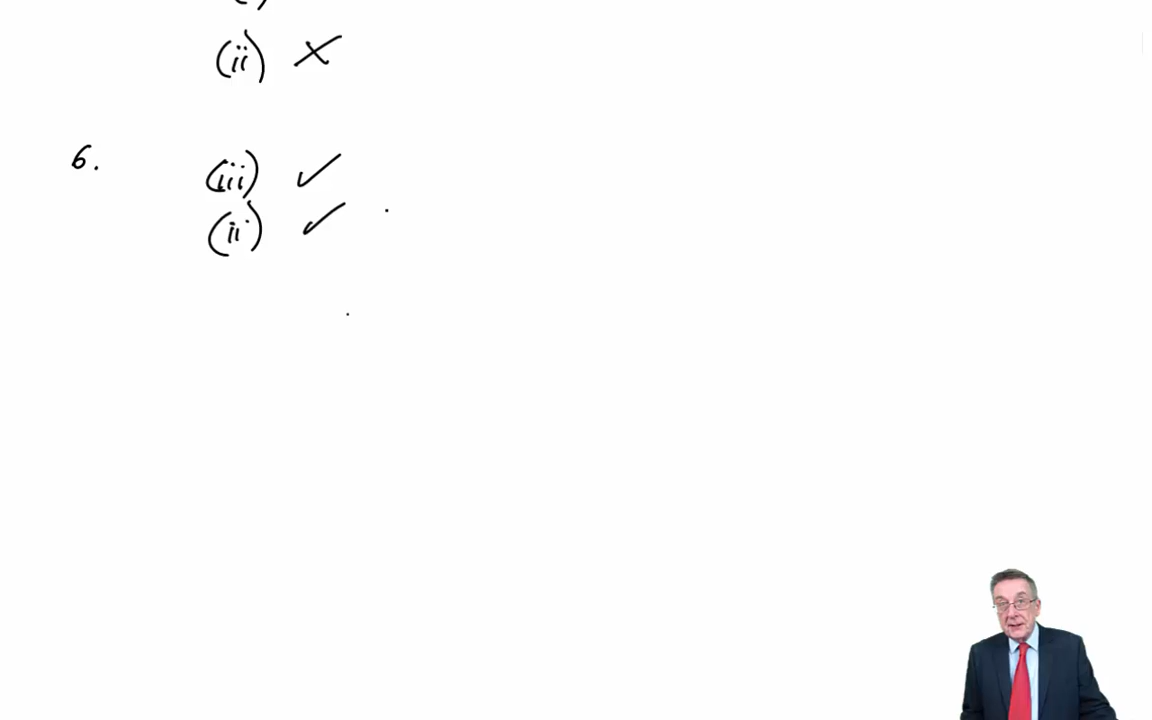 (ii) ✗
6. (iii) ✓
(ii) ✓